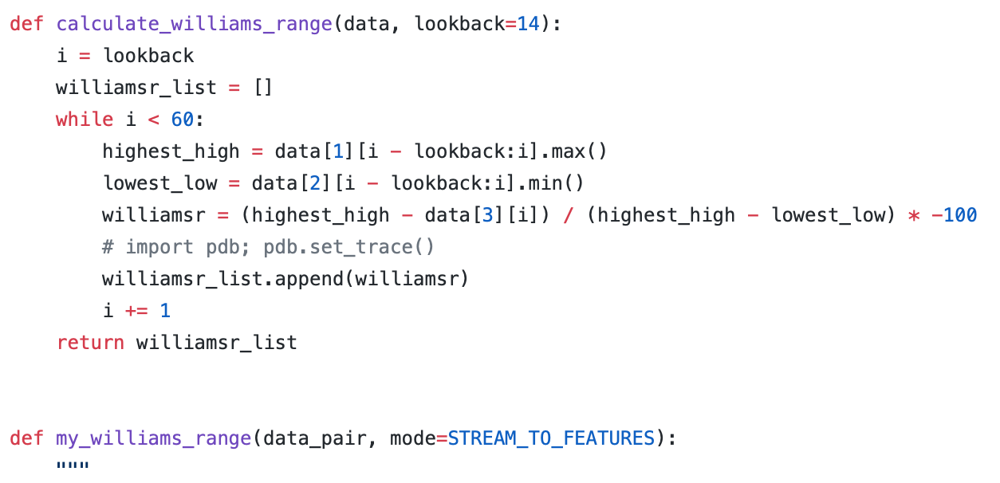 def calculate_williams_range(data, lookback=14):
    i = lookback
    williamsr_list = []
    while i < 60:
        highest_high = data[1][i - lookback:i].max()
        lowest_low = data[2][i - lookback:i].min()
        williamsr = (highest_high - data[3][i]) / (highest_high - lowest_low) * -100
        # import pdb; pdb.set_trace()
        williamsr_list.append(williamsr)
        i += 1
    return williamsr_list


def my_williams_range(data_pair, mode=STREAM_TO_FEATURES):
    """